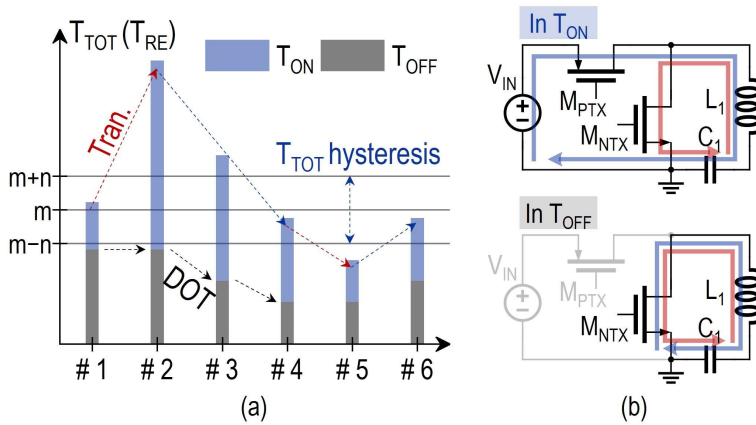 T_TOT (T_RE)
T_ON
T_OFF
Tran.
T_TOT hysteresis
m+n
m
m−n
DOT
# 1
# 2
# 3
# 4
# 5
# 6
(a)
In T_ON
V_IN
M_PTX
M_NTX
L_1
C_1
In T_OFF
V_IN
M_PTX
M_NTX
L_1
C_1
(b)